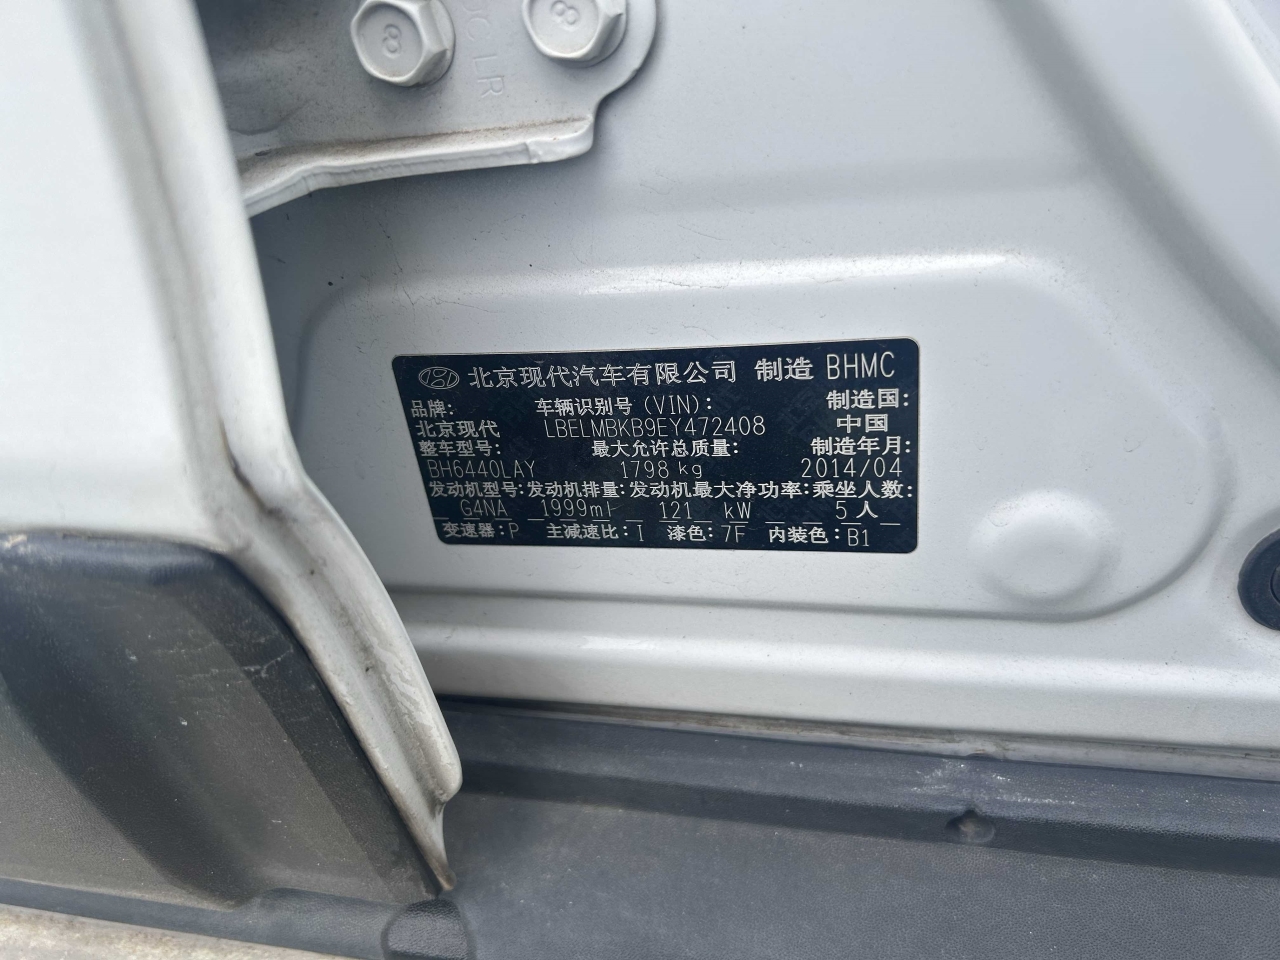 8
8
CLR
北京现代汽车有限公司 制造 BHMC
品牌: 车辆识别号(VIN): 制造国:
北京现代 LBELMBKB9EY472408 中国
整车型号: 最大允许总质量: 制造年月:
BH6440LAY 1798kg 2014/04
发动机型号:发动机排量:发动机最大净功率:乘坐人数:
G4NA 1999ml 121 kW 5人
变速器:P 主减速比:I 漆色:7F 内装色:B1